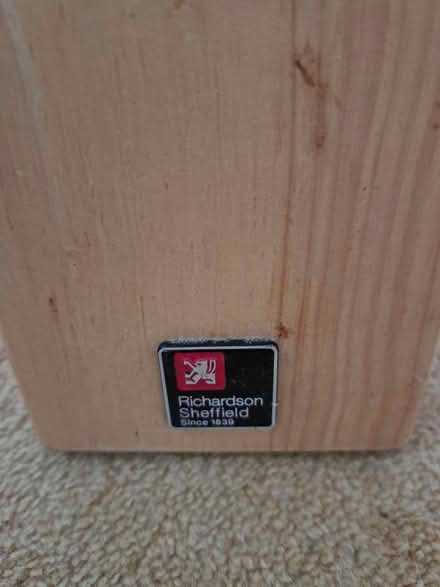 Richardson
Sheffield
Since 1839